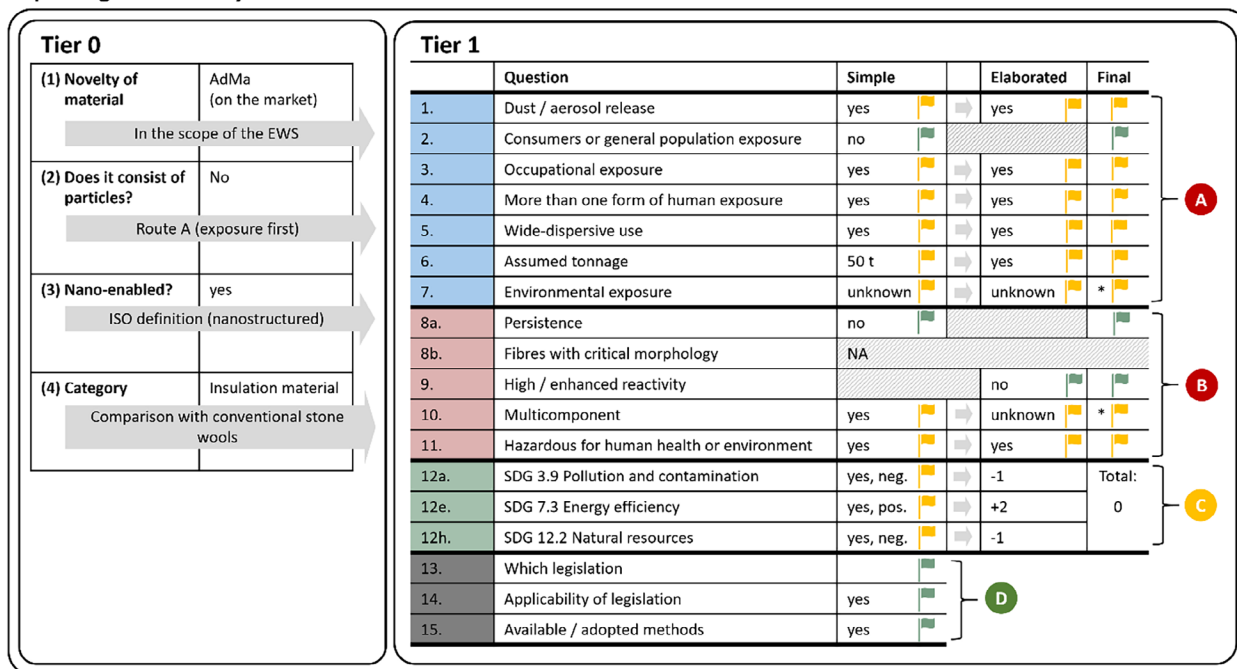 Tier 0
(1) Novelty of material AdMa (on the market)
In the scope of the EWS
(2) Does it consist of particles? No
Route A (exposure first)
(3) Nano-enabled? yes
ISO definition (nanostructured)
(4) Category Insulation material
Comparison with conventional stone
wools
Tier 1
Question Simple Elaborated Final
1. Dust / aerosol release yes yes
2. Consumers or general population exposure no
3. Occupational exposure yes yes
4. More than one form of human exposure yes yes
5. Wide-dispersive use yes yes
6. Assumed tonnage 50 t yes
7. Environmental exposure unknown unknown *
A
8a. Persistence no
8b. Fibres with critical morphology NA
9. High / enhanced reactivity no
10. Multicomponent yes unknown *
11. Hazardous for human health or environment yes yes
B
12a. SDG 3.9 Pollution and contamination yes, neg. -1 Total:
12e. SDG 7.3 Energy efficiency yes, pos. +2 0
12h. SDG 12.2 Natural resources yes, neg. -1
C
13. Which legislation
14. Applicability of legislation yes
15. Available / adopted methods yes
D